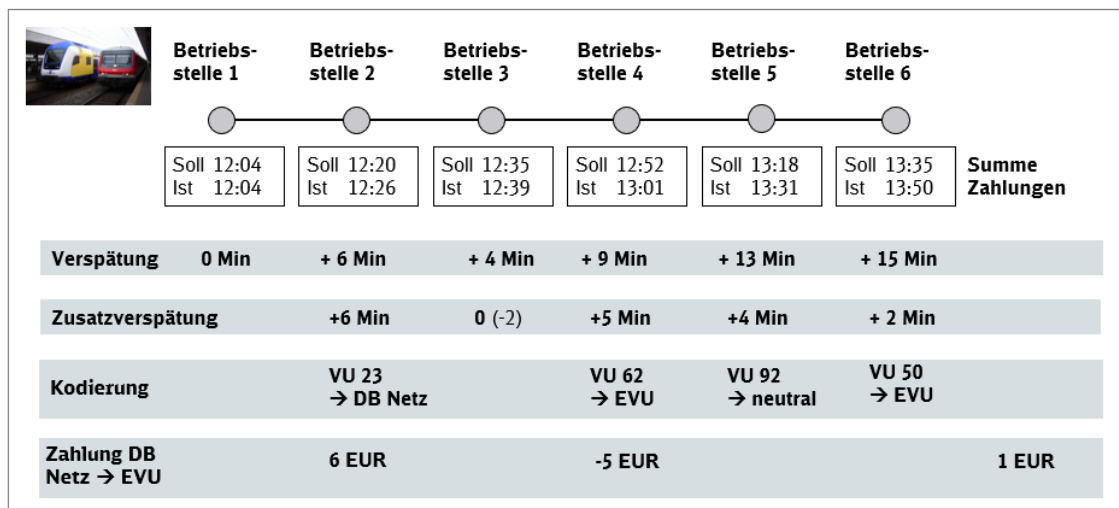 Betriebs-
stelle 1
Betriebs-
stelle 2
Betriebs-
stelle 3
Betriebs-
stelle 4
Betriebs-
stelle 5
Betriebs-
stelle 6
Soll 12:04
Ist 12:04
Soll 12:20
Ist 12:26
Soll 12:35
Ist 12:39
Soll 12:52
Ist 13:01
Soll 13:18
Ist 13:31
Soll 13:35
Ist 13:50
Summe
Zahlungen
Verspätung 0 Min + 6 Min + 4 Min + 9 Min + 13 Min + 15 Min
Zusatzverspätung +6 Min 0 (-2) +5 Min +4 Min + 2 Min
Kodierung
VU 23
→ DB Netz
VU 62
→ EVU
VU 92
→ neutral
VU 50
→ EVU
Zahlung DB
Netz → EVU
6 EUR -5 EUR 1 EUR